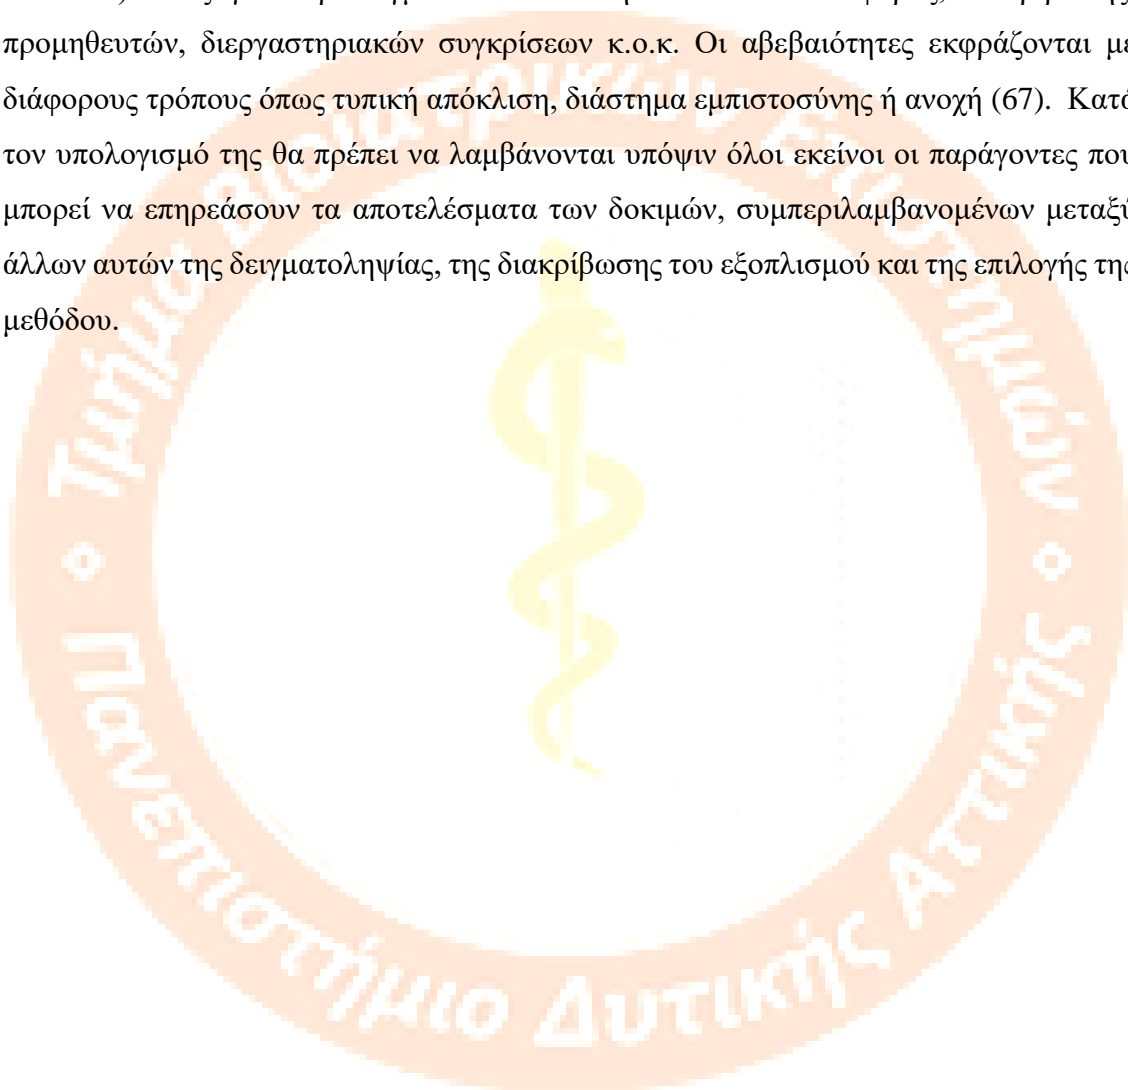 προμηθευτών, διεργαστηριακών συγκρίσεων κ.ο.κ. Οι αβεβαιότητες εκφράζονται με
διάφορους τρόπους όπως τυπική απόκλιση, διάστημα εμπιστοσύνης ή ανοχή (67). Κατά
τον υπολογισμό της θα πρέπει να λαμβάνονται υπόψιν όλοι εκείνοι οι παράγοντες που
μπορεί να επηρεάσουν τα αποτελέσματα των δοκιμών, συμπεριλαμβανομένων μεταξύ
άλλων αυτών της δειγματοληψίας, της διακρίβωσης του εξοπλισμού και της επιλογής της
μεθόδου.
Τμήμα Βιοϊατρικών Επιστημών
Πανεπιστήμιο Δυτικής Αττικής